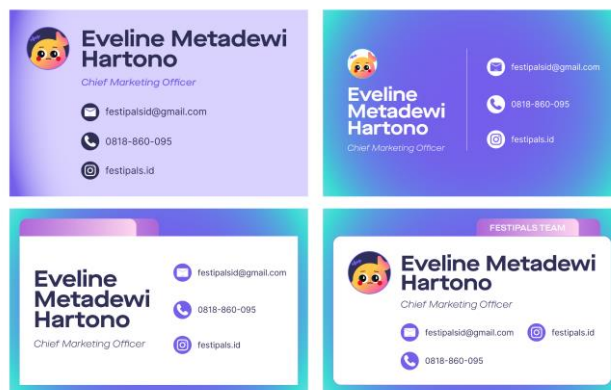 Eveline Metadewi
Hartono
Chief Marketing Officer
festipalsid@gmail.com
0818-860-095
festipals.id
Eveline
Metadewi
Hartono
Chief Marketing Officer
festipalsid@gmail.com
0818-860-095
festipals.id
Eveline
Metadewi
Hartono
Chief Marketing Officer
festipalsid@gmail.com
0818-860-095
festipals.id
FESTIPALS TEAM
Eveline Metadewi
Hartono
Chief Marketing Officer
festipalsid@gmail.com
festipals.id
0818-860-095